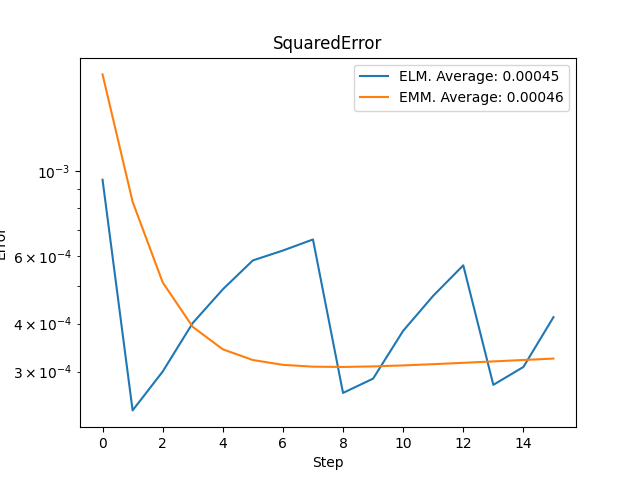 SquaredError
ELM. Average: 0.00045
EMM. Average: 0.00046
10⁻³
6 × 10⁻⁴
4 × 10⁻⁴
3 × 10⁻⁴
Error
0 2 4 6 8 10 12 14
Step